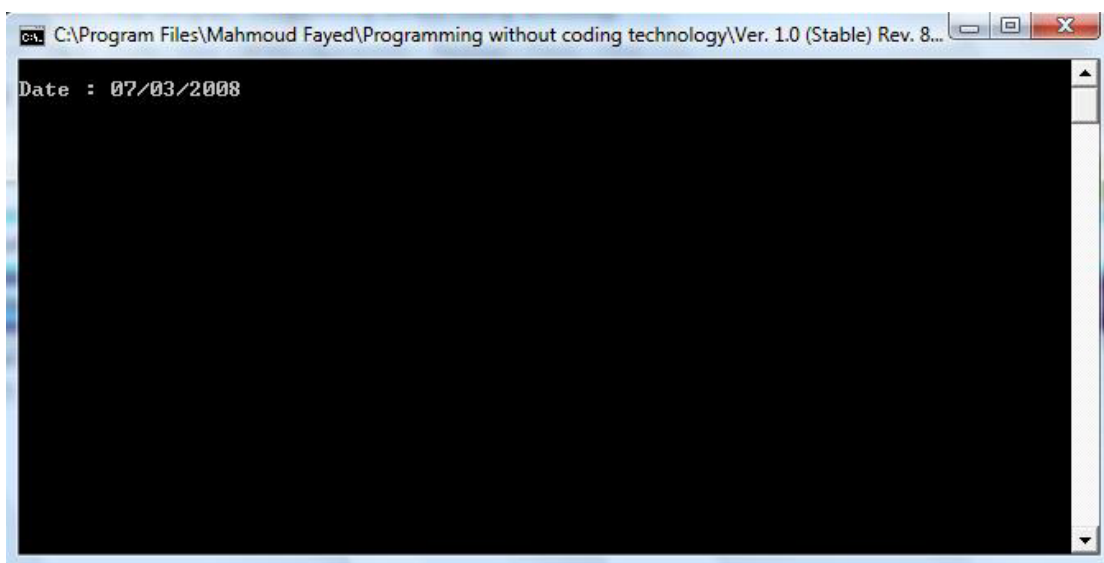 C:\Program Files\Mahmoud Fayed\Programming without coding technology\Ver. 1.0 (Stable) Rev. 8...
Date : 07/03/2008